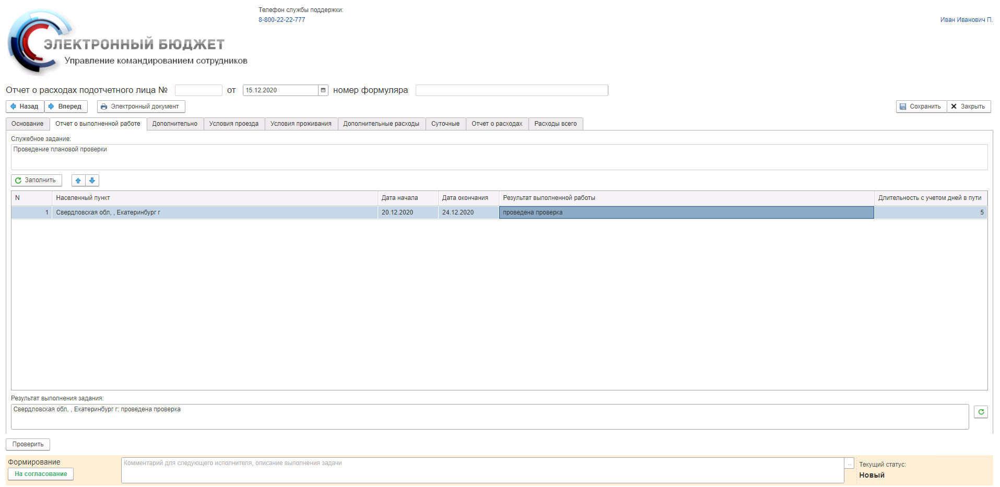 Телефон службы поддержки:
8-800-22-22-777
Иван Иванович П.
ЭЛЕКТРОННЫЙ БЮДЖЕТ
Управление командированием сотрудников
Отчет о расходах подотчетного лица № от 15.12.2020 номер формуляра
Назад Вперед Электронный документ Сохранить Закрыть
Основание Отчет о выполненной работе Дополнительно Условия проезда Условия проживания Дополнительные расходы Суточные Отчет о расходах Расходы всего
Служебное задание:
Проведение плановой проверки
Заполнить
N Населенный пункт Дата начала Дата окончания Результат выполненной работы Длительность с учетом дней в пути
1 Свердловская обл, , Екатеринбург г 20.12.2020 24.12.2020 проведена проверка 5
Результат выполнения задания:
Свердловская обл, , Екатеринбург г: проведена проверка
Проверить
Формирование
На согласование
Комментарий для следующего исполнителя, описание выполнения задачи
...
Текущий статус:
Новый